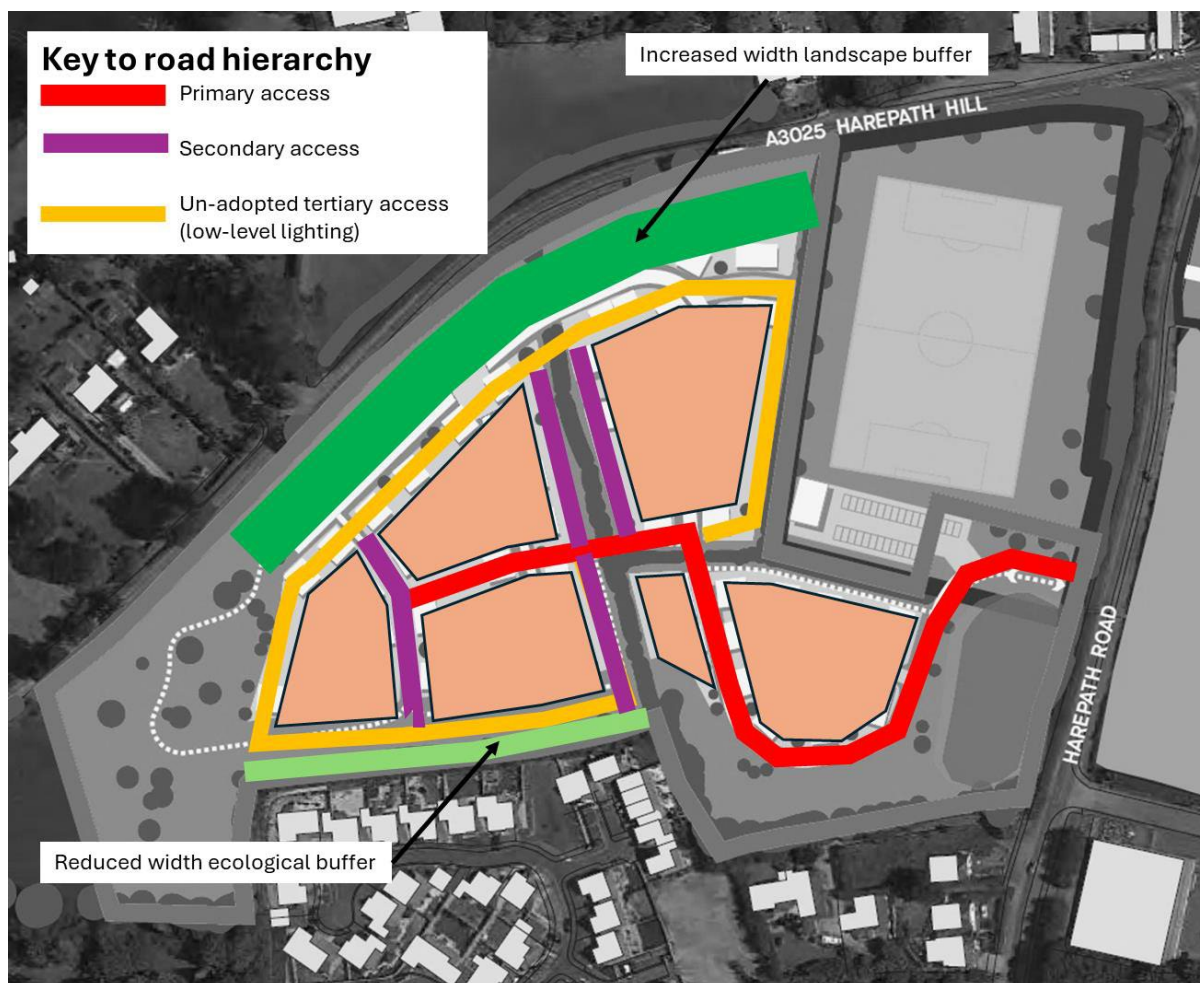 Key to road hierarchy
Primary access
Secondary access
Un-adopted tertiary access
(low-level lighting)
Increased width landscape buffer
A3025 HAREPATH HILL
HAREPATH ROAD
Reduced width ecological buffer